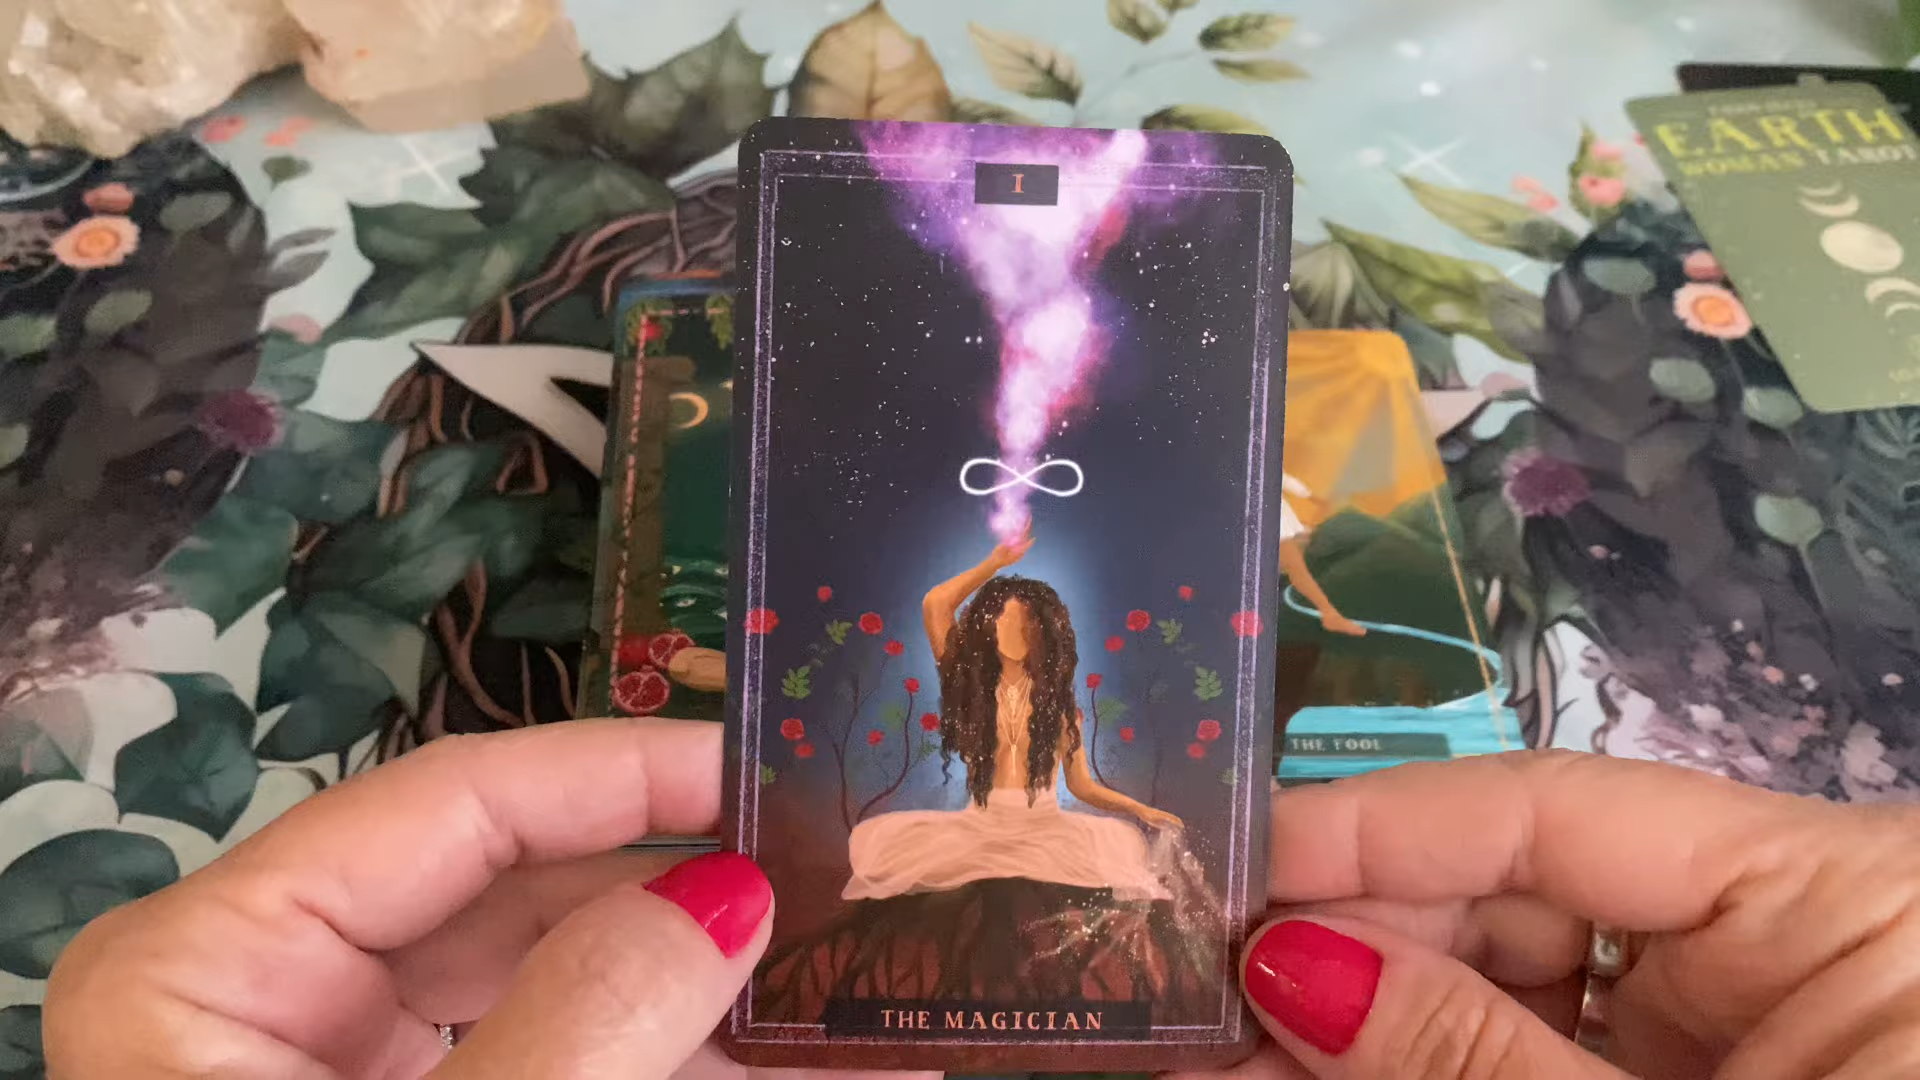 I
EARTH
WOMAN TAROT
THE FOOL
THE MAGICIAN